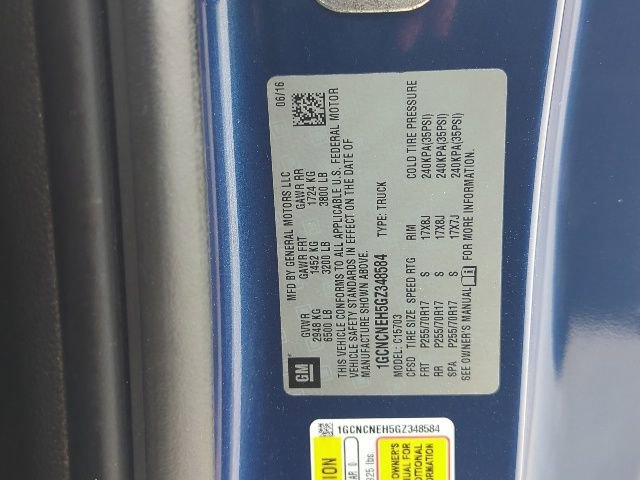 GM
MFD BY GENERAL MOTORS LLC
06/16
GVWR GAWR FRT GAWR RR
2948 KG 1452 KG 1724 KG
6500 LB 3200 LB 3800 LB
THIS VEHICLE CONFORMS TO ALL APPLICABLE U.S. FEDERAL MOTOR
VEHICLE SAFETY STANDARDS IN EFFECT ON THE DATE OF
MANUFACTURE SHOWN ABOVE.
1GCNCNEH5GZ348584 TYPE: TRUCK
MODEL: C15703
CFSD TIRE SIZE SPEED RTG RIM COLD TIRE PRESSURE
FRT P255/70R17 S 17X8J 240KPA(35PSI)
RR P255/70R17 S 17X8J 240KPA(35PSI)
SPA P255/70R17 S 17X7J 240KPA(35PSI)
SEE OWNER'S MANUAL FOR MORE INFORMATION.
1GCNCNEH5GZ348584
OWNER'S
MANUAL FOR